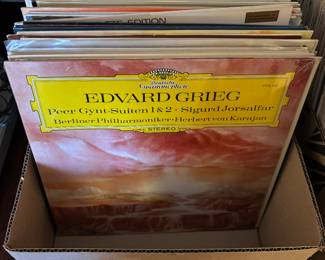 EDITION
Deutsche
Grammophon
EDVARD GRIEG
Peer Gynt-Suiten 1 & 2 · Sigurd Jorsalfar
Berliner Philharmoniker · Herbert von Karajan
STEREO